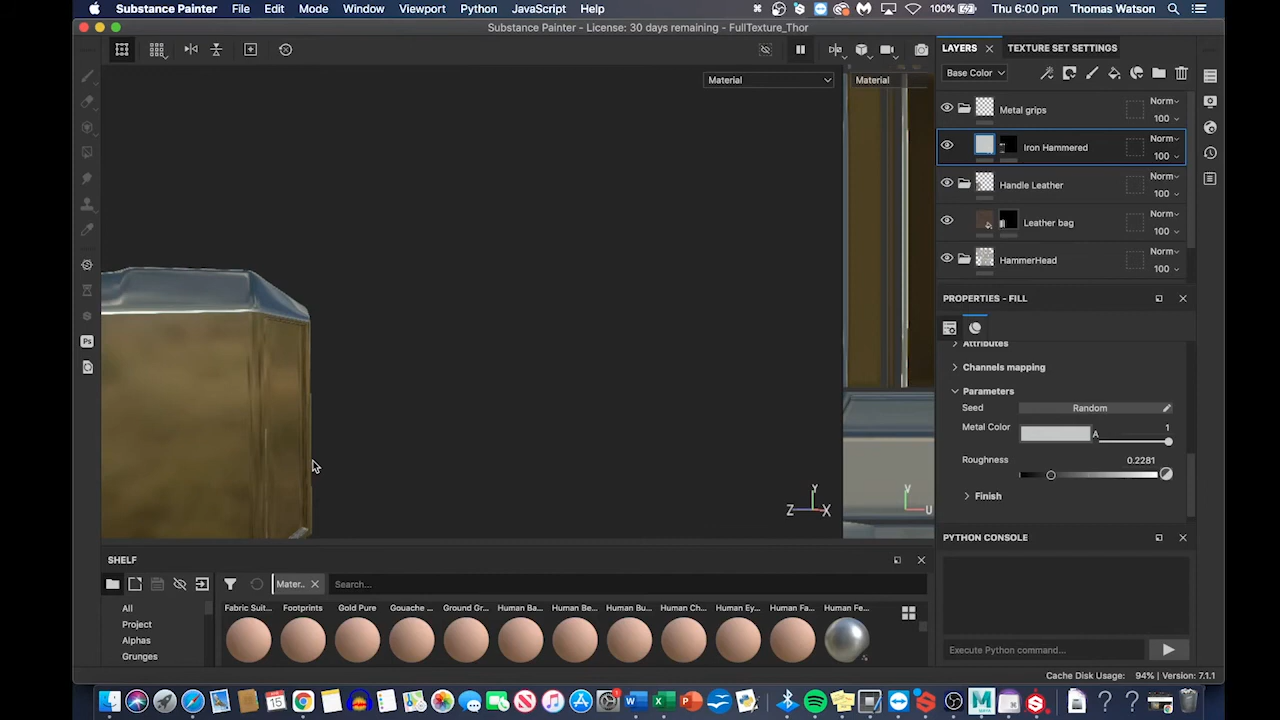 Substance Painter File Edit Mode Window Viewport Python JavaScript Help 100% Thu 6:00 pm Thomas Watson
Substance Painter - License: 30 days remaining - FullTexture_Thor
LAYERS TEXTURE SET SETTINGS
Material Material Base Color
Metal grips Norm 100
Iron Hammered Norm 100
Handle Leather Norm 100
Leather bag Norm 100
HammerHead Norm 100
PROPERTIES - FILL
Attributes
Channels mapping
Parameters
Seed Random
Metal Color A 1
Roughness 0.2281
Finish
Y
Z X
V
U
PYTHON CONSOLE
SHELF
Mater.. Search...
All
Project
Alphas
Grunges
Fabric Suit... Footprints Gold Pure Gouache ... Ground Gr... Human Ba... Human Be... Human Bu... Human Ch... Human Ey... Human Fa... Human Fe...
Execute Python command...
Cache Disk Usage: 94% | Version: 7.1.1